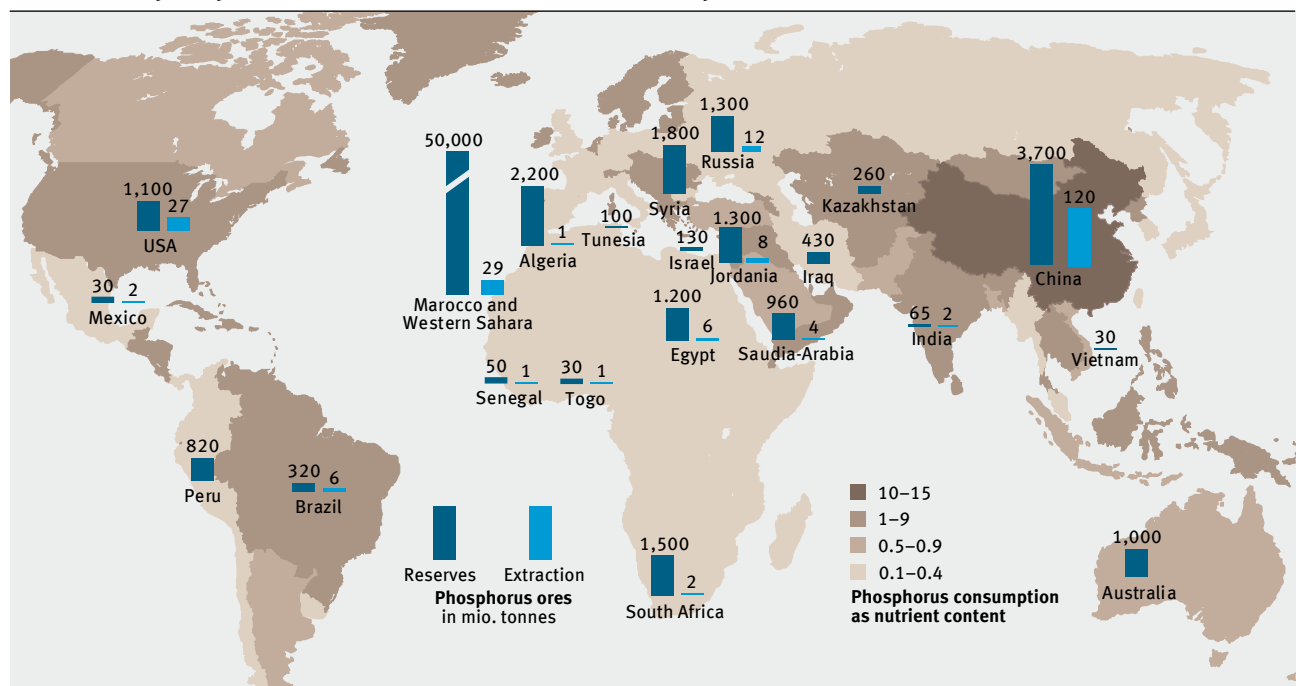 1,300
12
Russia
50,000
1,800
Syria
3,700
120
China
260
Kazakhstan
1,100
27
USA
2,200
1
Algeria
100
Tunesia
130
Israel
1.300
8
Jordania
430
Iraq
29
Marocco and
Western Sahara
30
2
Mexico
1.200
6
Egypt
960
4
Saudia-Arabia
65
2
India
30
Vietnam
50
1
Senegal
30
1
Togo
820
Peru
320
6
Brazil
Reserves
Extraction
Phosphorus ores
in mio. tonnes
1,500
2
South Africa
10–15
1–9
0.5–0.9
0.1–0.4
Phosphorus consumption
as nutrient content
1,000
Australia